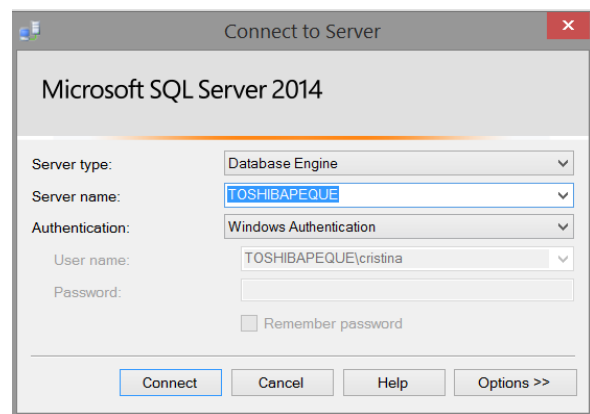 Connect to Server
Microsoft SQL Server 2014
Server type: Database Engine
Server name: TOSHIBAPEQUE
Authentication: Windows Authentication
User name: TOSHIBAPEQUE\cristina
Password:
Remember password
Connect Cancel Help Options >>